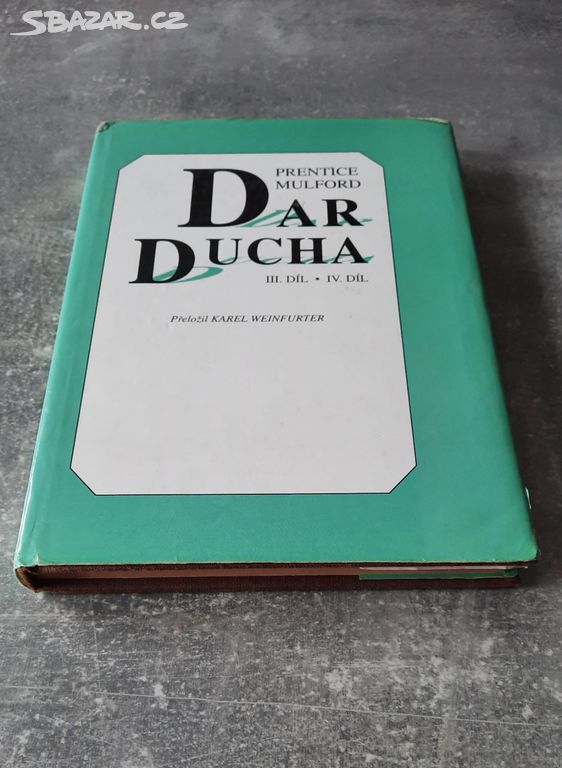 SBAZAR.CZ
PRENTICE
MULFORD
DAR
DUCHA
III. DÍL • IV. DÍL
Přeložil KAREL WEINFURTER